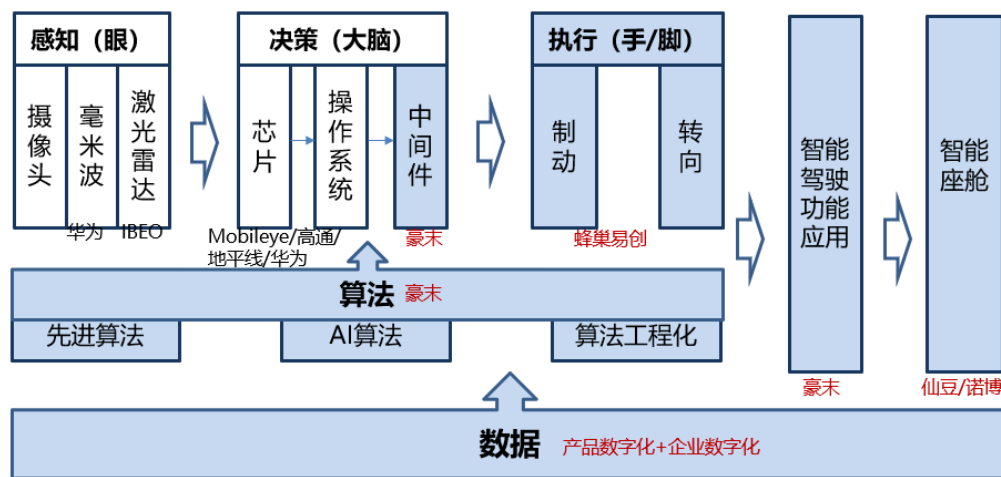 感知（眼）
摄像头
毫米波
激光雷达
华为
IBEO
决策（大脑）
芯片
操作系统
中间件
Mobileye/高通/
地平线/华为
豪末
执行（手/脚）
制动
转向
蜂巢易创
智能
驾驶
功能
应用
豪末
智能
座舱
仙豆/诺博
算法 豪末
先进算法
AI算法
算法工程化
数据 产品数字化+企业数字化